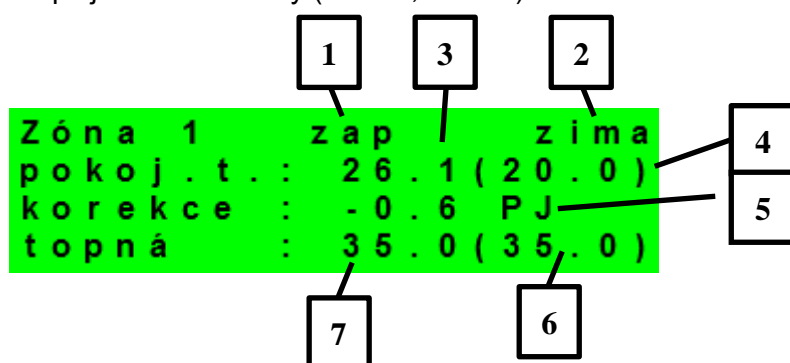 1 3 2
Zóna 1 zap zima
pokoj.t.: 26.1(20.0) 4
korekce : -0.6 PJ 5
topná : 35.0(35.0)
7 6